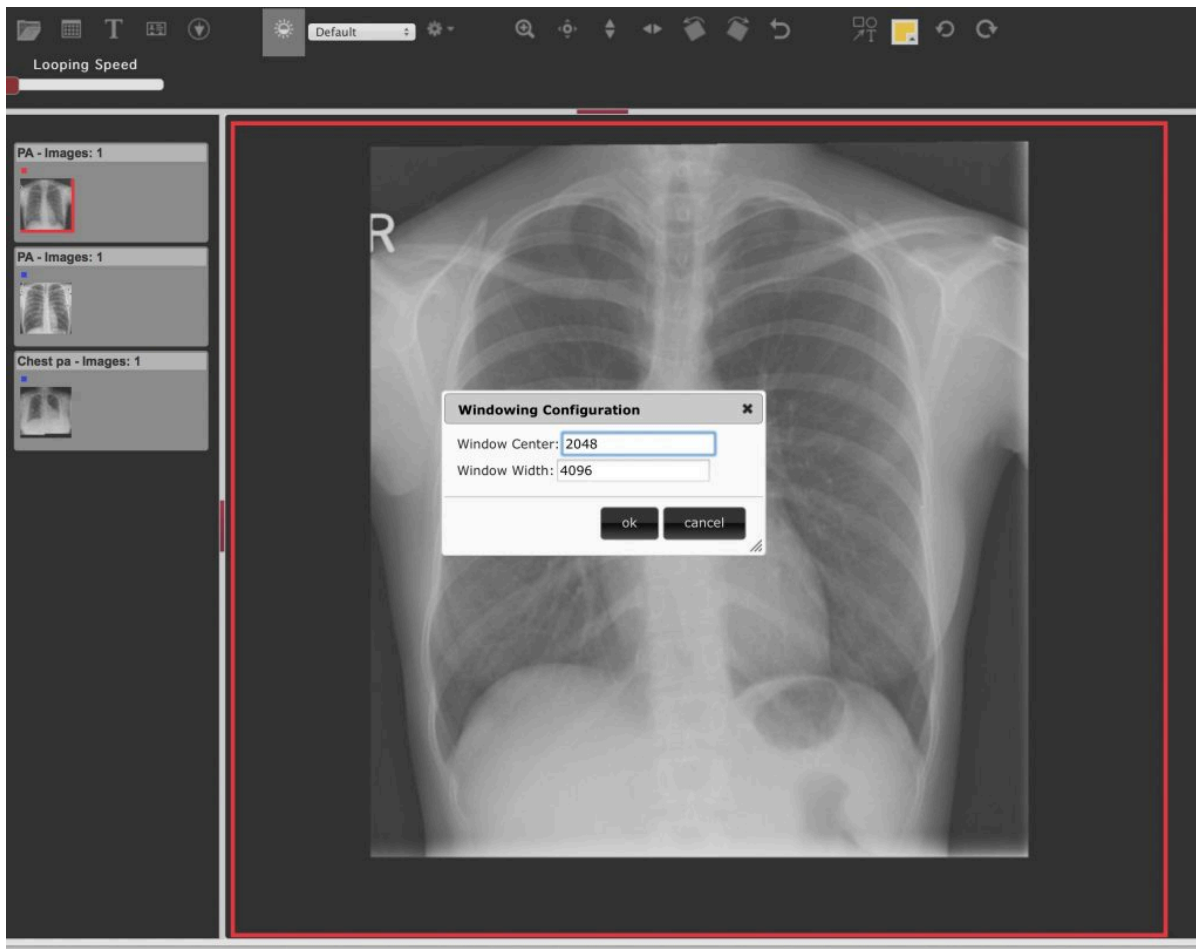 T
Default
Looping Speed
PA - Images: 1
PA - Images: 1
Chest pa - Images: 1
R
Windowing Configuration
Window Center: 2048
Window Width: 4096
ok
cancel